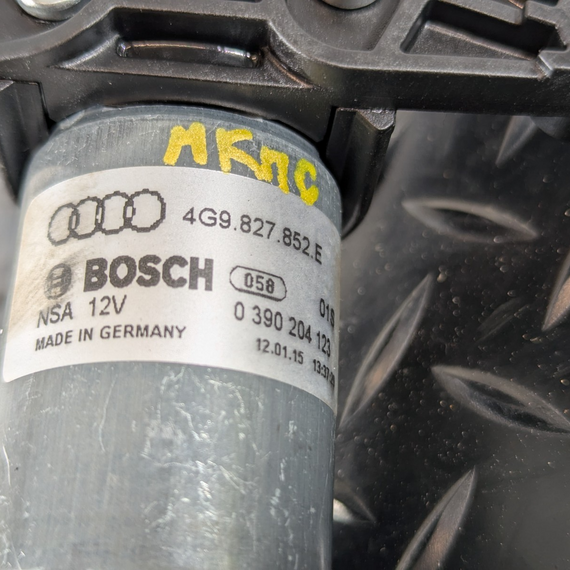 МКПС
4G9.827.852.E
BOSCH 058
NSA 12V 0 390 204 123
MADE IN GERMANY
12.01.15